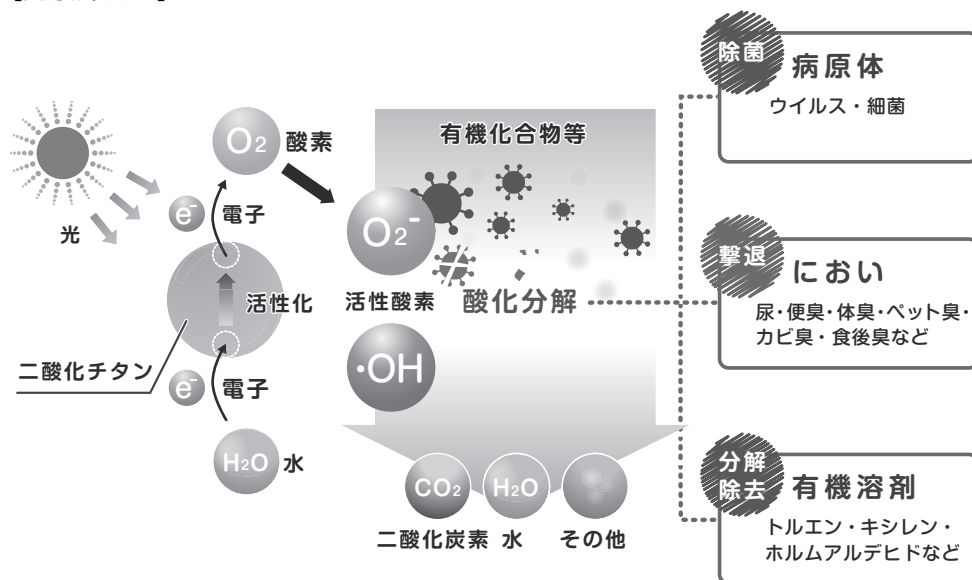 光
e⁻
電子
O₂
酸素
活性化
二酸化チタン
e⁻
電子
H₂O
水
有機化合物等
O₂⁻
活性酸素
酸化分解
・OH
CO₂
二酸化炭素
H₂O
水
その他
除菌
病原体
ウイルス・細菌
撃退
におい
尿・便臭・体臭・ペット臭・
カビ臭・食後臭など
分解
除去
有機溶剤
トルエン・キシレン・
ホルムアルデヒドなど